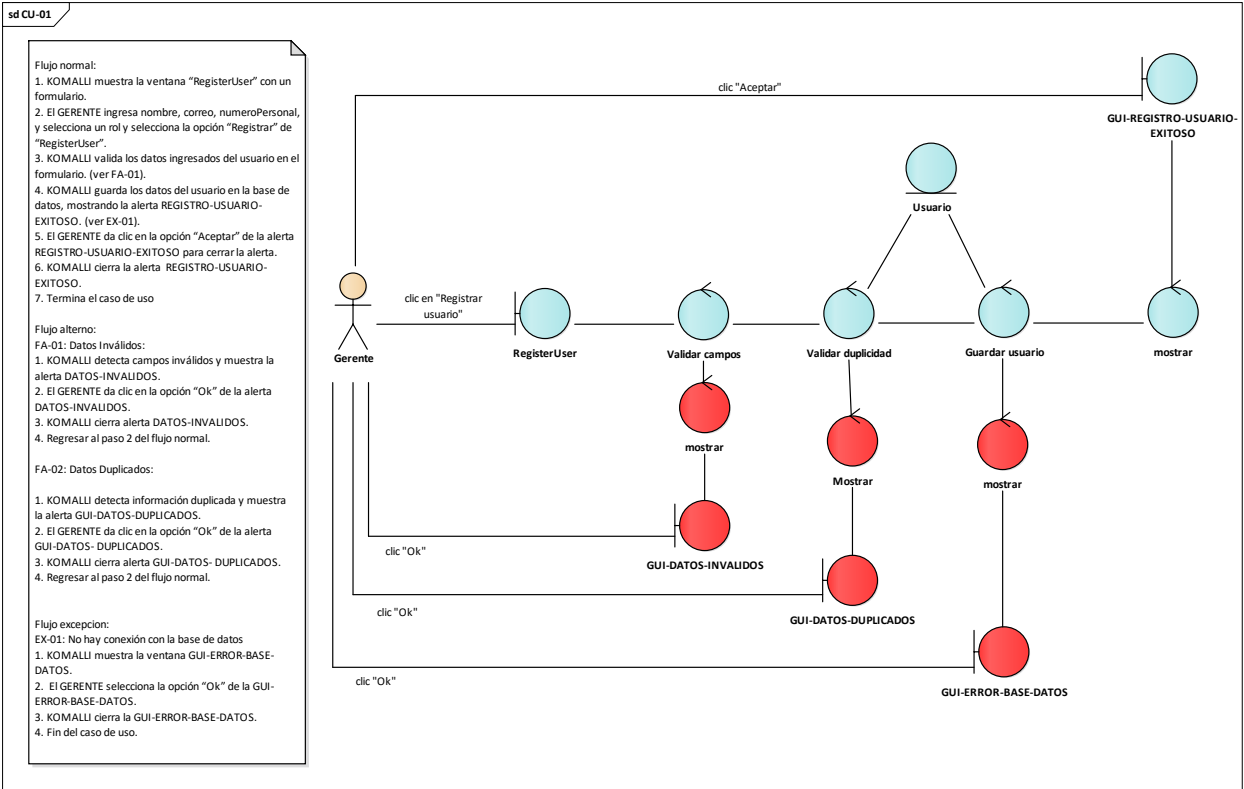 sd CU-01
Flujo normal:
1. KOMALLI muestra la ventana “RegisterUser” con un
formulario.
2. El GERENTE ingresa nombre, correo, numeroPersonal,
y selecciona un rol y selecciona la opción “Registrar” de
“RegisterUser”.
3. KOMALLI valida los datos ingresados del usuario en el
formulario. (ver FA-01).
4. KOMALLI guarda los datos del usuario en la base de
datos, mostrando la alerta REGISTRO-USUARIO-
EXITOSO. (ver EX-01).
5. El GERENTE da clic en la opción “Aceptar” de la alerta
REGISTRO-USUARIO-EXITOSO para cerrar la alerta.
6. KOMALLI cierra la alerta  REGISTRO-USUARIO-
EXITOSO.
7. Termina el caso de uso
Flujo alterno:
FA-01: Datos Inválidos:
1. KOMALLI detecta campos inválidos y muestra la
alerta DATOS-INVALIDOS.
2. El GERENTE da clic en la opción “Ok” de la alerta
DATOS-INVALIDOS.
3. KOMALLI cierra alerta DATOS-INVALIDOS.
4. Regresar al paso 2 del flujo normal.
FA-02: Datos Duplicados:
1. KOMALLI detecta información duplicada y muestra
la alerta GUI-DATOS-DUPLICADOS.
2. El GERENTE da clic en la opción “Ok” de la alerta
GUI-DATOS- DUPLICADOS.
3. KOMALLI cierra alerta GUI-DATOS- DUPLICADOS.
4. Regresar al paso 2 del flujo normal.
Flujo excepcion:
EX-01: No hay conexión con la base de datos
1. KOMALLI muestra la ventana GUI-ERROR-BASE-
DATOS.
2.  El GERENTE selecciona la opción “Ok” de la GUI-
ERROR-BASE-DATOS.
3. KOMALLI cierra la GUI-ERROR-BASE-DATOS.
4. Fin del caso de uso.
clic "Aceptar"
GUI-REGISTRO-USUARIO-
EXITOSO
Usuario
clic en "Registrar
usuario"
Gerente
RegisterUser
Validar campos
Validar duplicidad
Guardar usuario
mostrar
mostrar
Mostrar
mostrar
clic "Ok"
GUI-DATOS-INVALIDOS
clic "Ok"
GUI-DATOS-DUPLICADOS
clic "Ok"
GUI-ERROR-BASE-DATOS